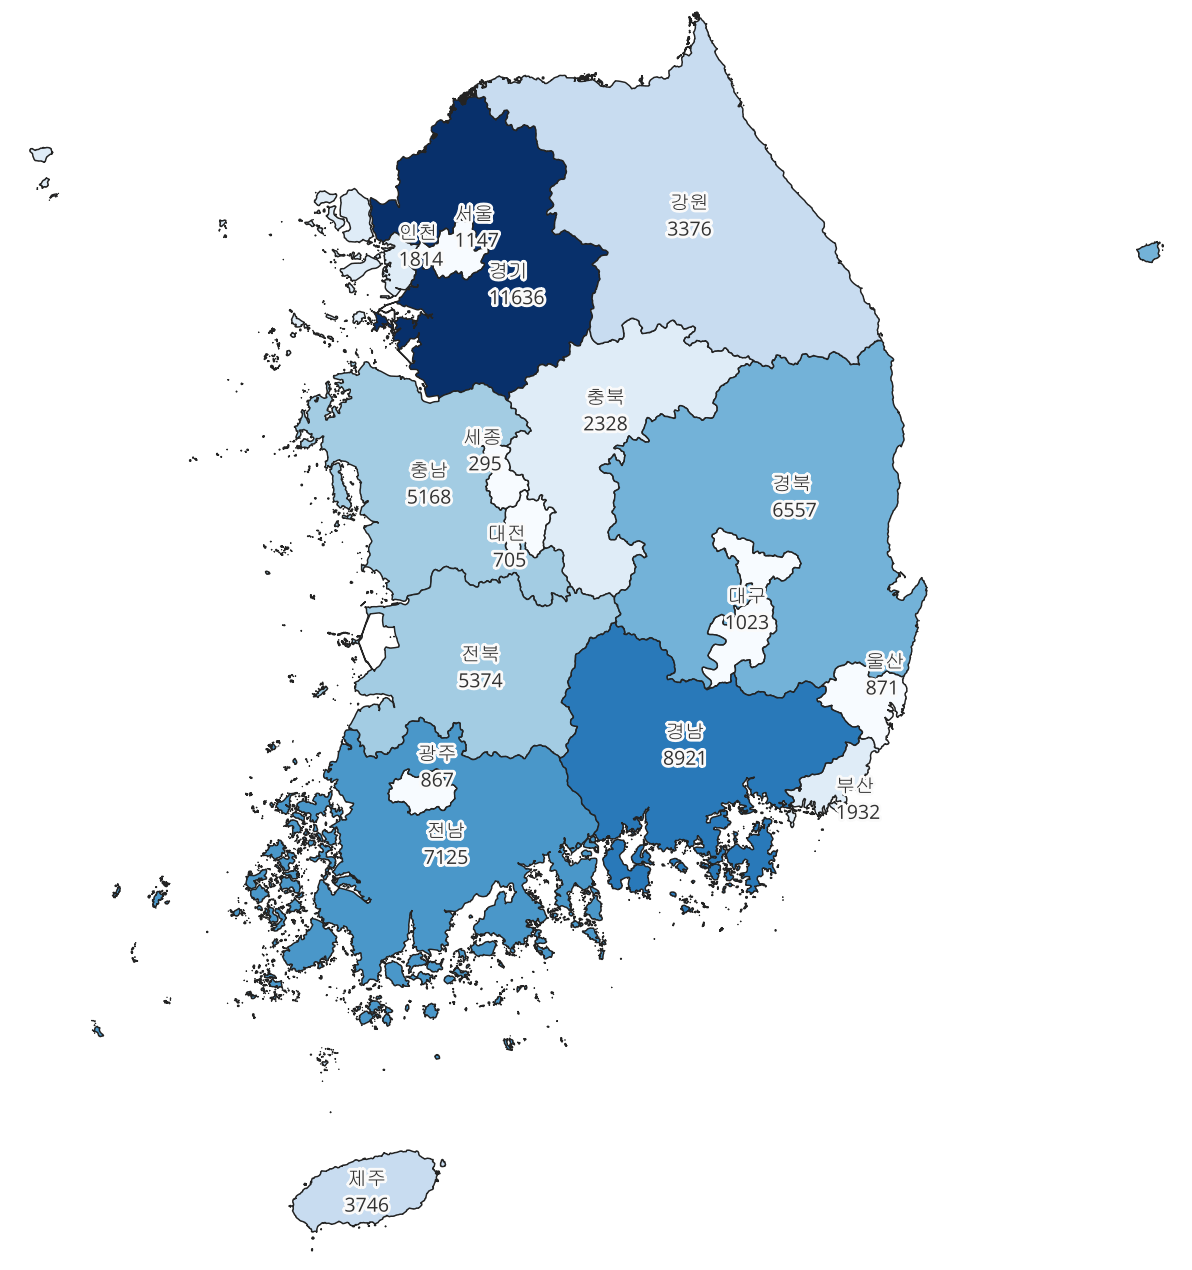 강원
3376
서울
1147
인천
1814
경기
11636
충북
2328
세종
295
충남
5168
경북
6557
대전
705
대구
1023
전북
5374
울산
871
경남
8921
광주
867
부산
1932
전남
7125
제주
3746